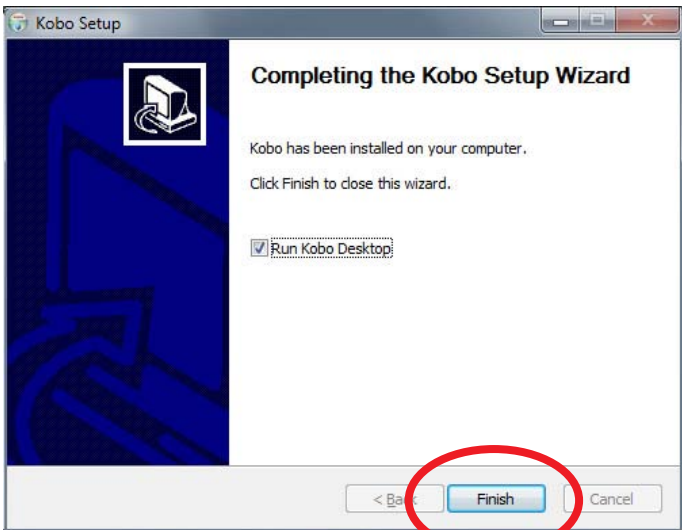 Kobo Setup
Completing the Kobo Setup Wizard
Kobo has been installed on your computer.
Click Finish to close this wizard.
Run Kobo Desktop
< Back Finish Cancel